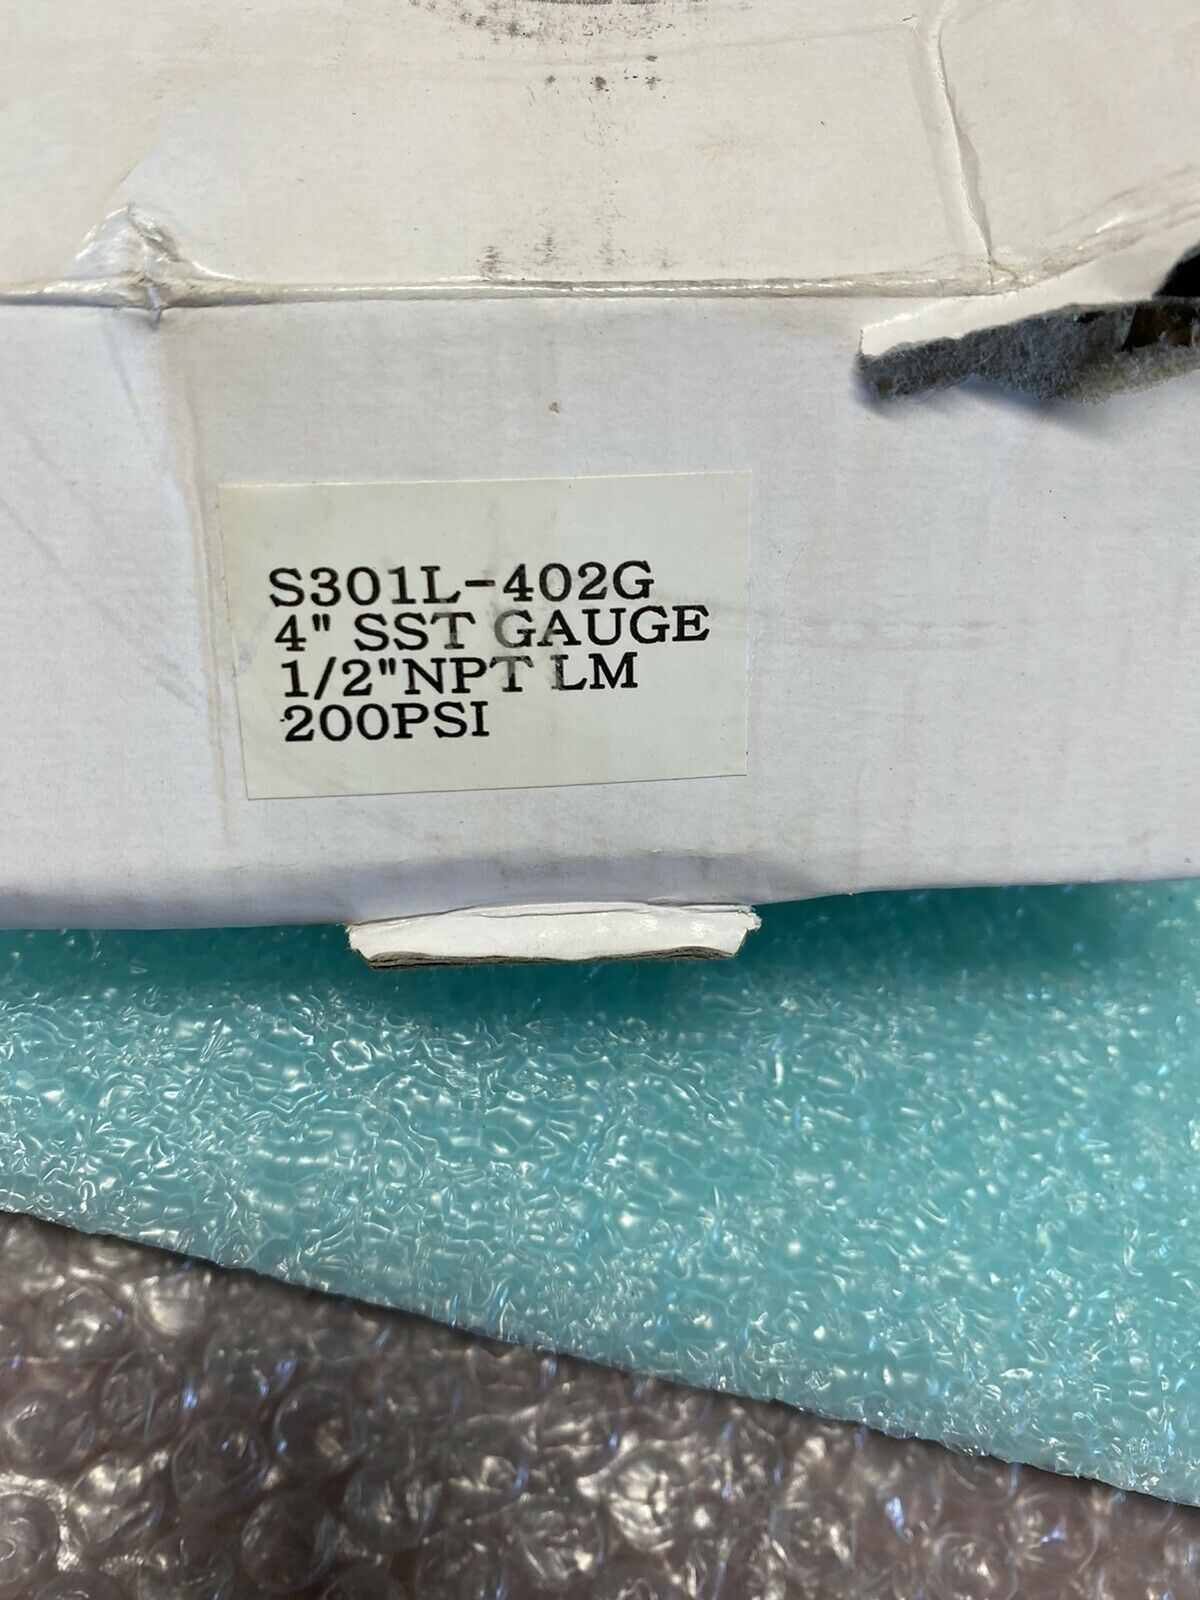 S301L-402G
4" SST GAUGE
1/2"NPT LM
200PSI